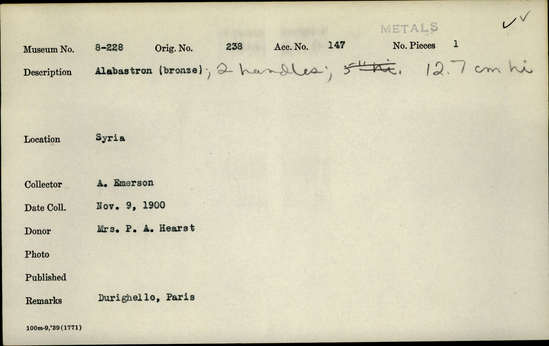 METALS
Museum No. 8-228 Orig. No. 238 Acc. No. 147 No. Pieces 1
Description Alabastron (bronze); 2 handles; 5" hi. 12.7 cm hi
Location Syria
Collector A. Emerson
Date Coll. Nov. 9, 1900
Donor Mrs. P. A. Hearst
Photo
Published
Remarks Durighello, Paris
100m-9,'39(1771)